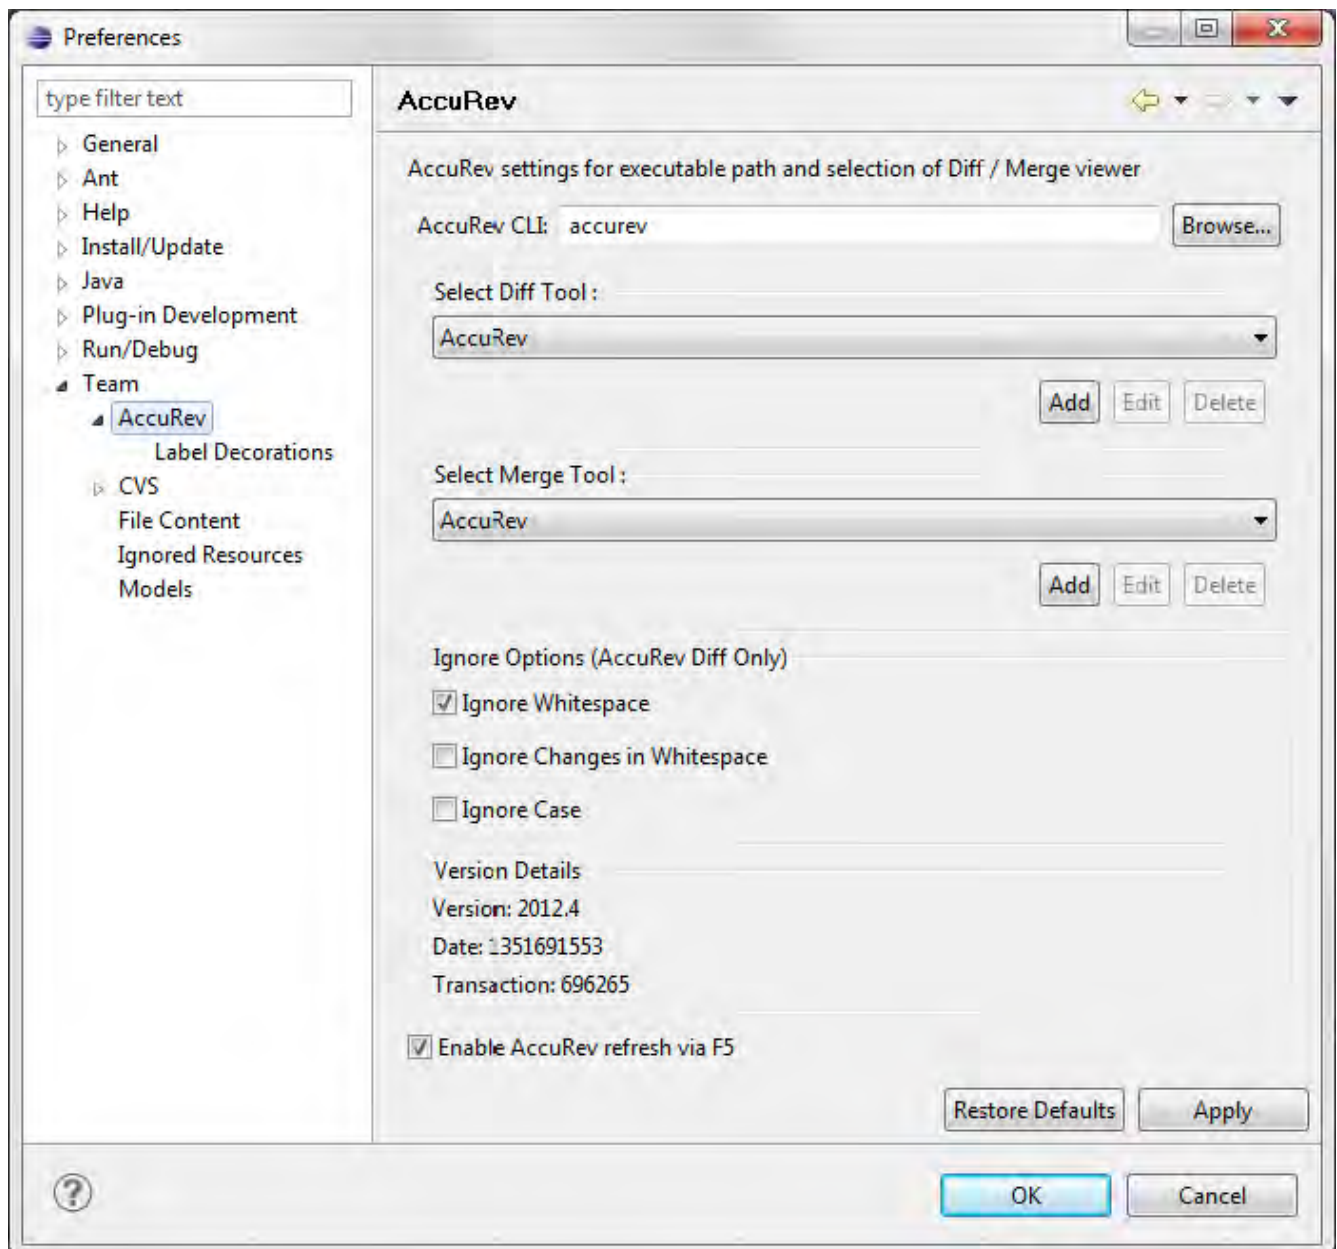 Preferences
type filter text
General
Ant
Help
Install/Update
Java
Plug-in Development
Run/Debug
Team
AccuRev
Label Decorations
CVS
File Content
Ignored Resources
Models
AccuRev
AccuRev settings for executable path and selection of Diff / Merge viewer
AccuRev CLI: accurev Browse...
Select Diff Tool :
AccuRev
Add Edit Delete
Select Merge Tool :
AccuRev
Add Edit Delete
Ignore Options (AccuRev Diff Only)
Ignore Whitespace
Ignore Changes in Whitespace
Ignore Case
Version Details
Version: 2012.4
Date: 1351691553
Transaction: 696265
Enable AccuRev refresh via F5
Restore Defaults Apply
? OK Cancel